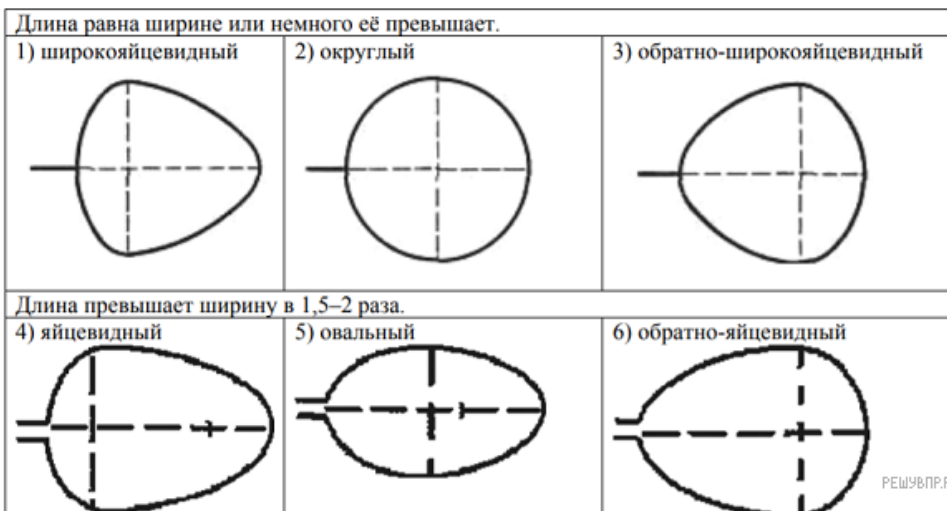 Длина равна ширине или немного её превышает.
1) широкояйцевидный
2) округлый
3) обратно-широкояйцевидный
Длина превышает ширину в 1,5–2 раза.
4) яйцевидный
5) овальный
6) обратно-яйцевидный
РЕШУВПР.Р